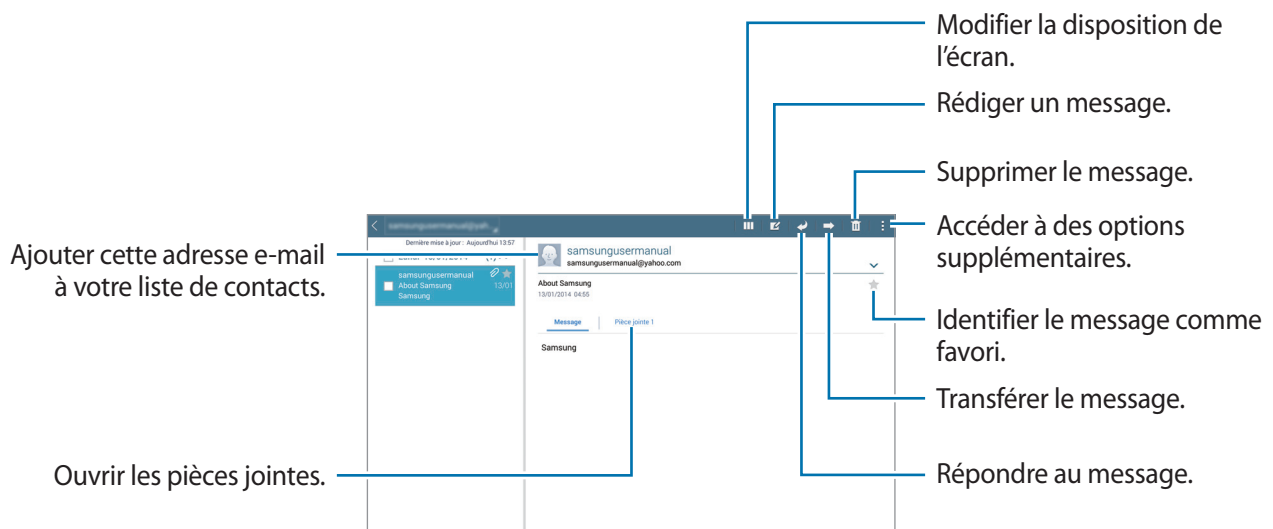 Modifier la disposition de
l'écran.
Rédiger un message.
Supprimer le message.
Accéder à des options
supplémentaires.
Identifier le message comme
favori.
Transférer le message.
Répondre au message.
Ajouter cette adresse e-mail
à votre liste de contacts.
Ouvrir les pièces jointes.
samsungusermanual@yah...
Dernière mise à jour : Aujourd'hui 13:57
samsungusermanual
About Samsung 13/01
Samsung
samsungusermanual
samsungusermanual@yahoo.com
About Samsung
13/01/2014 04:55
Message Pièce jointe 1
Samsung